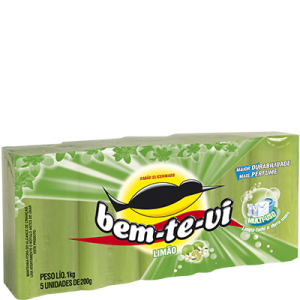 SABÃO GLICERINADO
bem-te-vi
LIMÃO
MAIOR DURABILIDADE
MAIS PERFUME
MULTIUSO
PESO LÍQ. 1kg
5 UNIDADES DE 200g